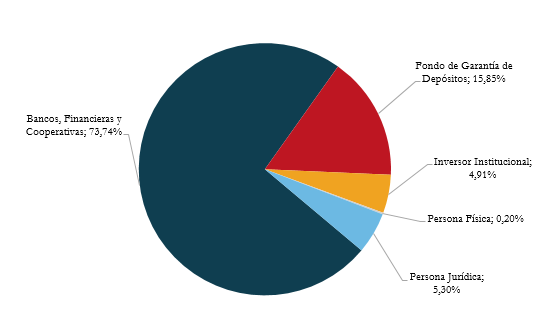 Fondo de Garantía de
Depósitos; 15,85%
Bancos, Financieras y
Cooperativas; 73,74%
Inversor Institucional;
4,91%
Persona Física; 0,20%
Persona Jurídica;
5,30%